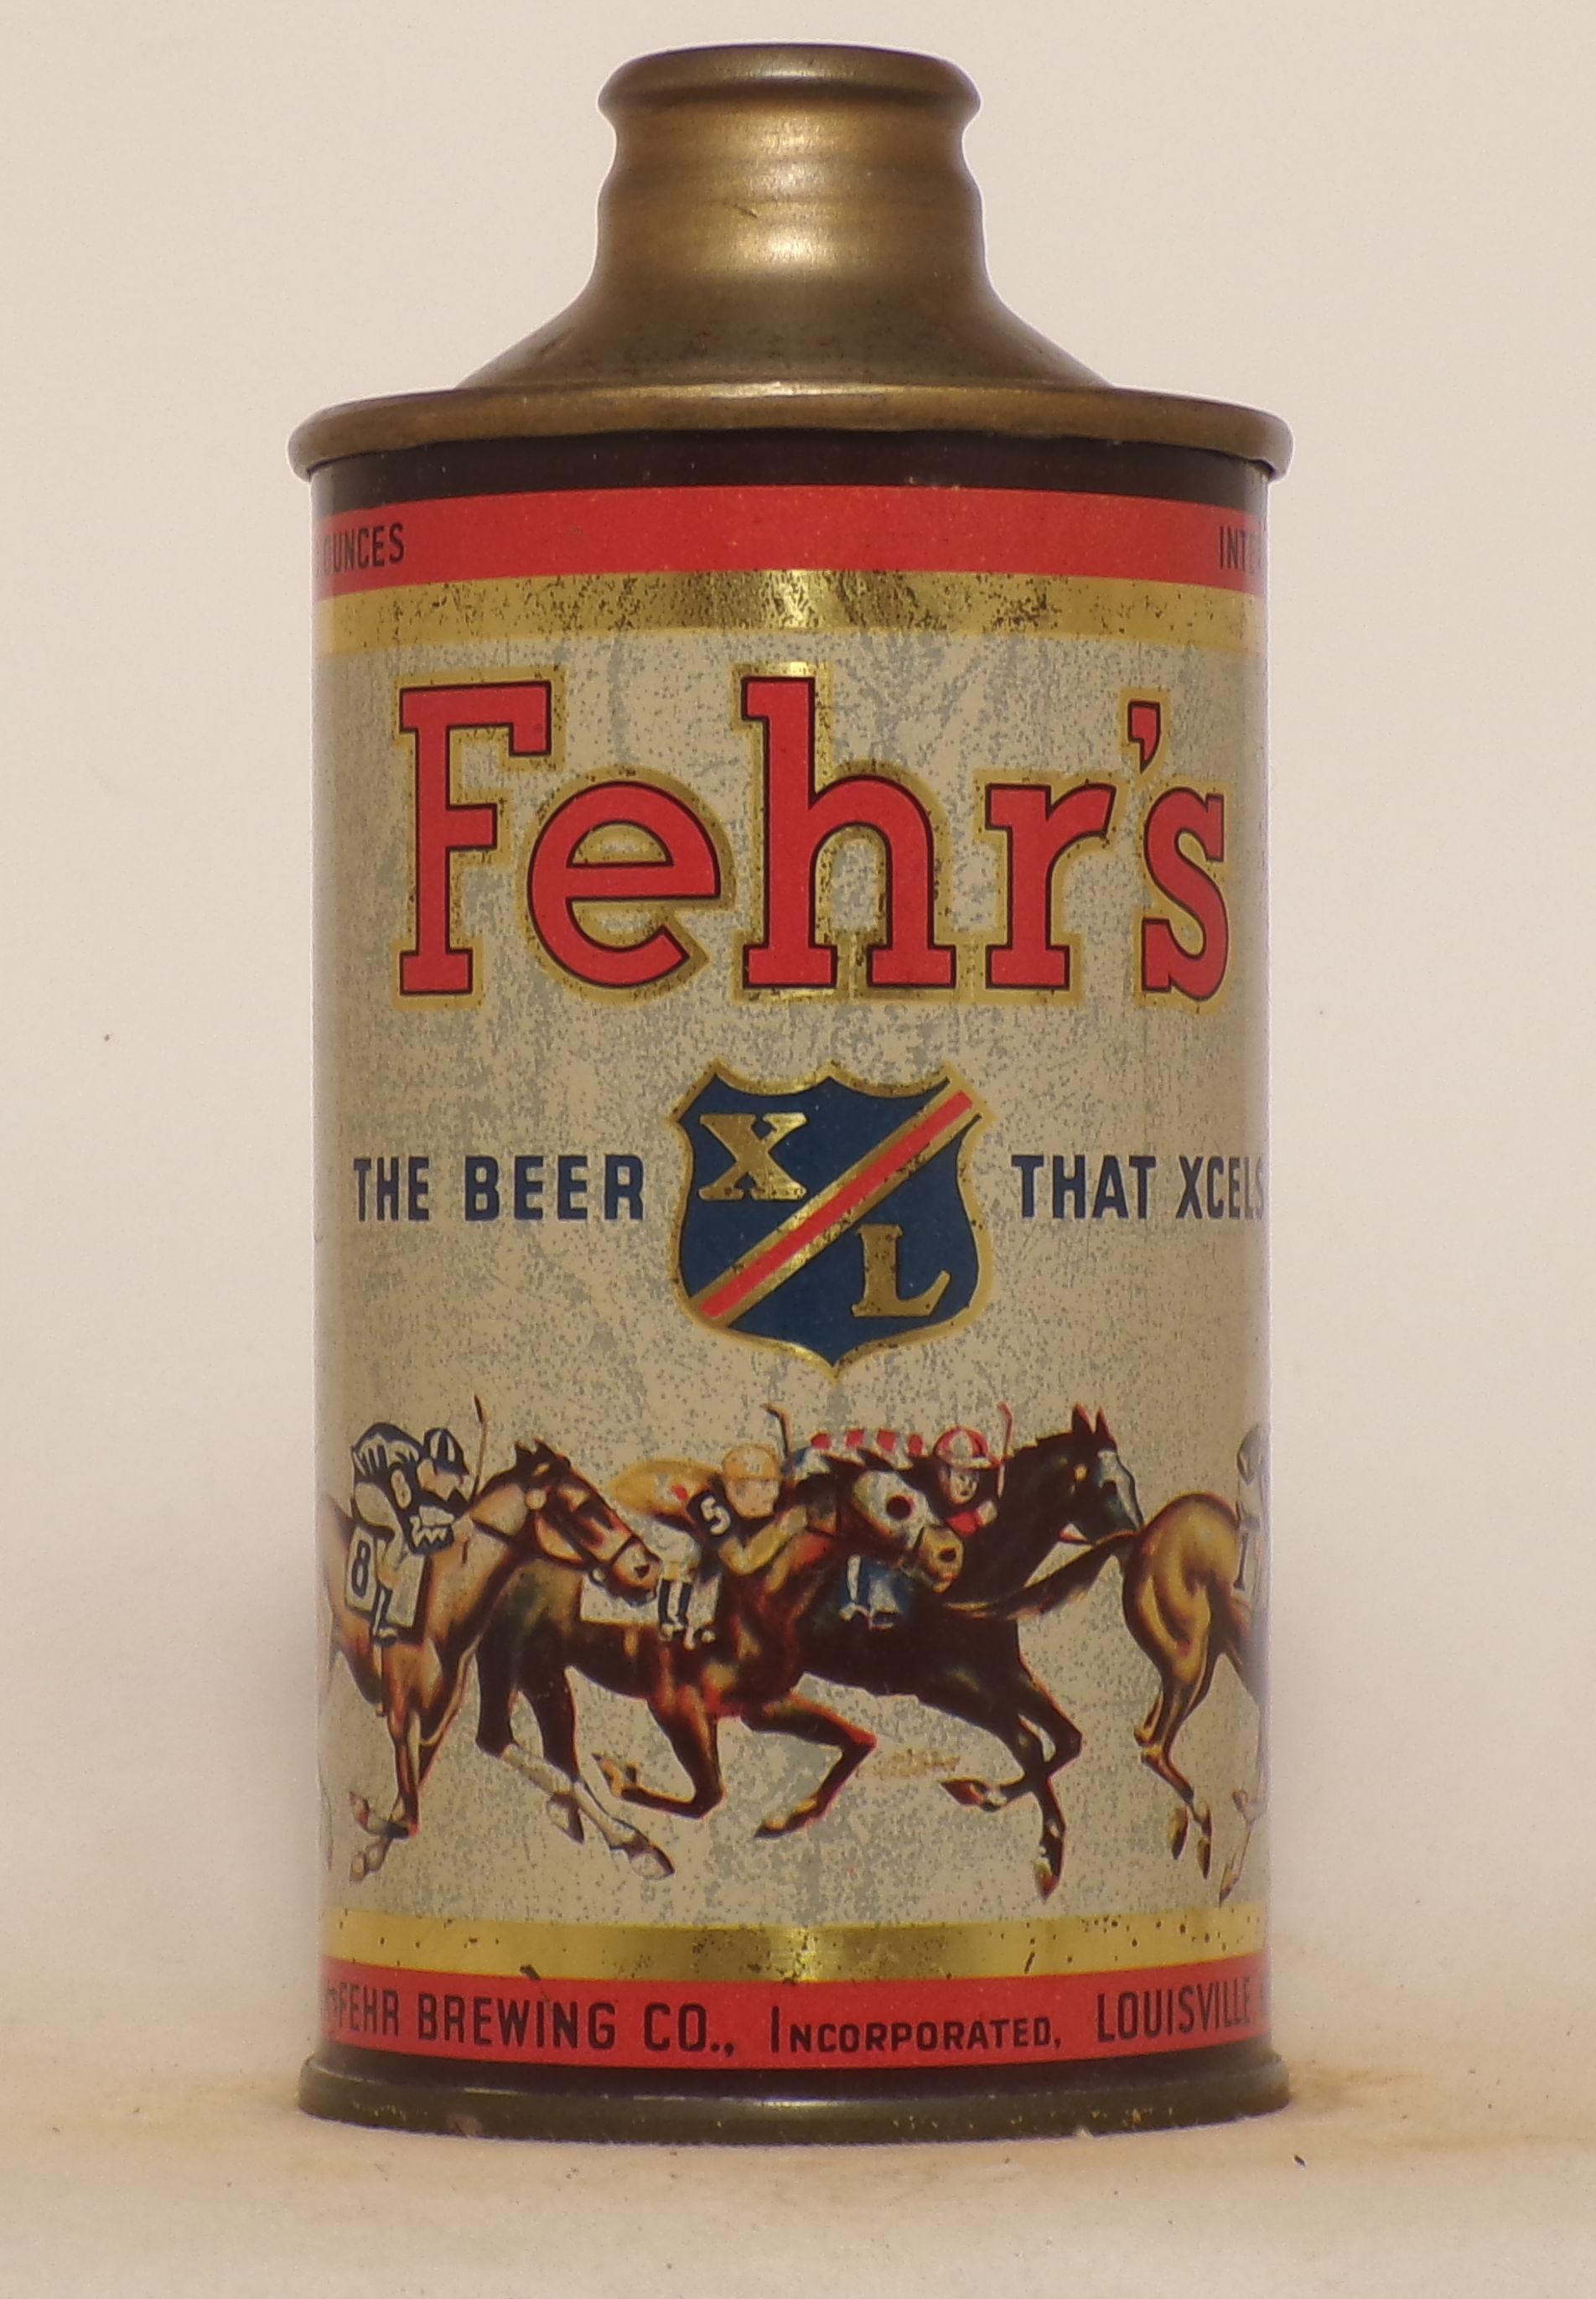 OUNCES
Fehr's
THE BEER X L THAT XCELS
8
5
FEHR BREWING CO., INCORPORATED, LOUISVILLE